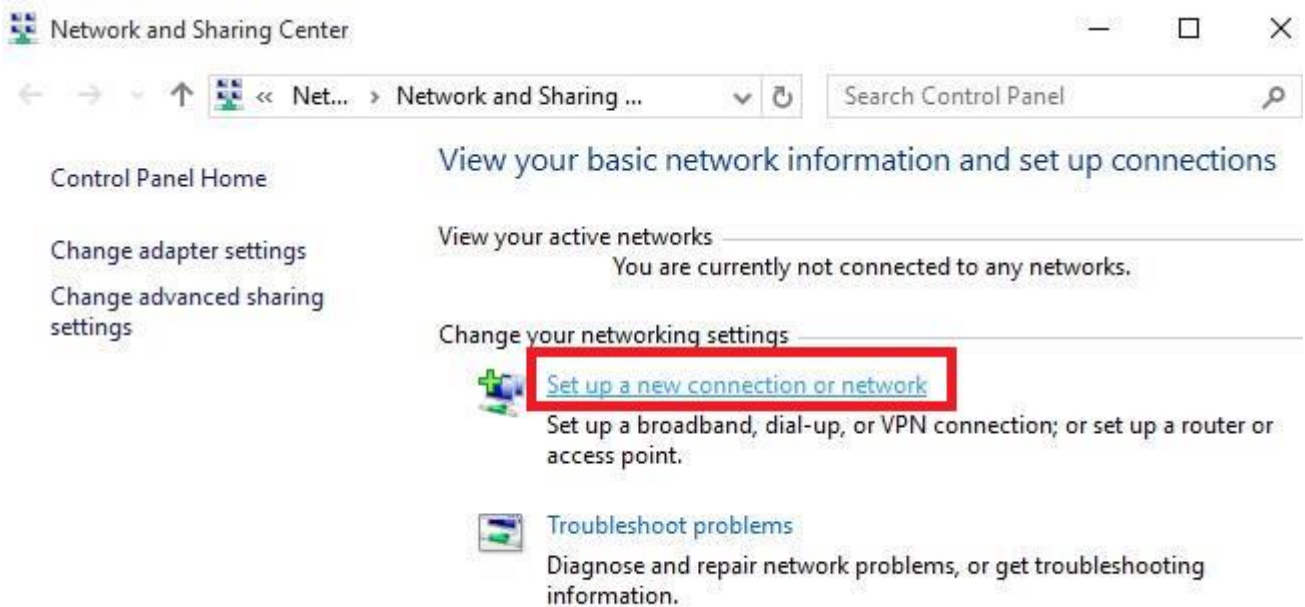 Network and Sharing Center
« Net... › Network and Sharing ...
Search Control Panel
Control Panel Home
Change adapter settings
Change advanced sharing
settings
View your basic network information and set up connections
View your active networks
You are currently not connected to any networks.
Change your networking settings
Set up a new connection or network
Set up a broadband, dial-up, or VPN connection; or set up a router or
access point.
Troubleshoot problems
Diagnose and repair network problems, or get troubleshooting
information.